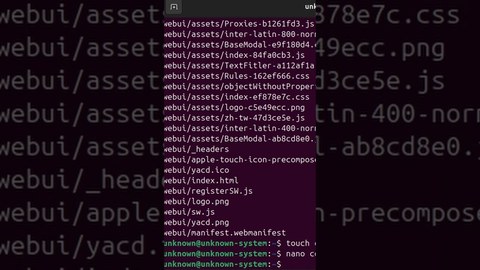 unk
webui/assets/Proxies-b1261fd3.js
webui/assets/inter-latin-800-norm
webui/assets/BaseModal-e9f180d4.
webui/assets/index-84fa0cb3.js
webui/assets/TextFitler-a112af1a
webui/assets/Rules-162ef666.css
webui/assets/objectWithoutProper
webui/assets/index-ef878e7c.css
webui/assets/logo-c5e49ecc.png
webui/assets/zh-tw-47d3ce5e.js
webui/assets/inter-latin-400-norm
webui/assets/BaseModal-ab8cd8e0.
webui/_headers
webui/apple-touch-icon-precompose
webui/yacd.ico
webui/index.html
webui/registerSW.js
webui/logo.png
webui/sw.js
webui/yacd.png
webui/manifest.webmanifest
unknown@unknown-system:~$ touch c
unknown@unknown-system:~$ nano co
unknown@unknown-system:~$